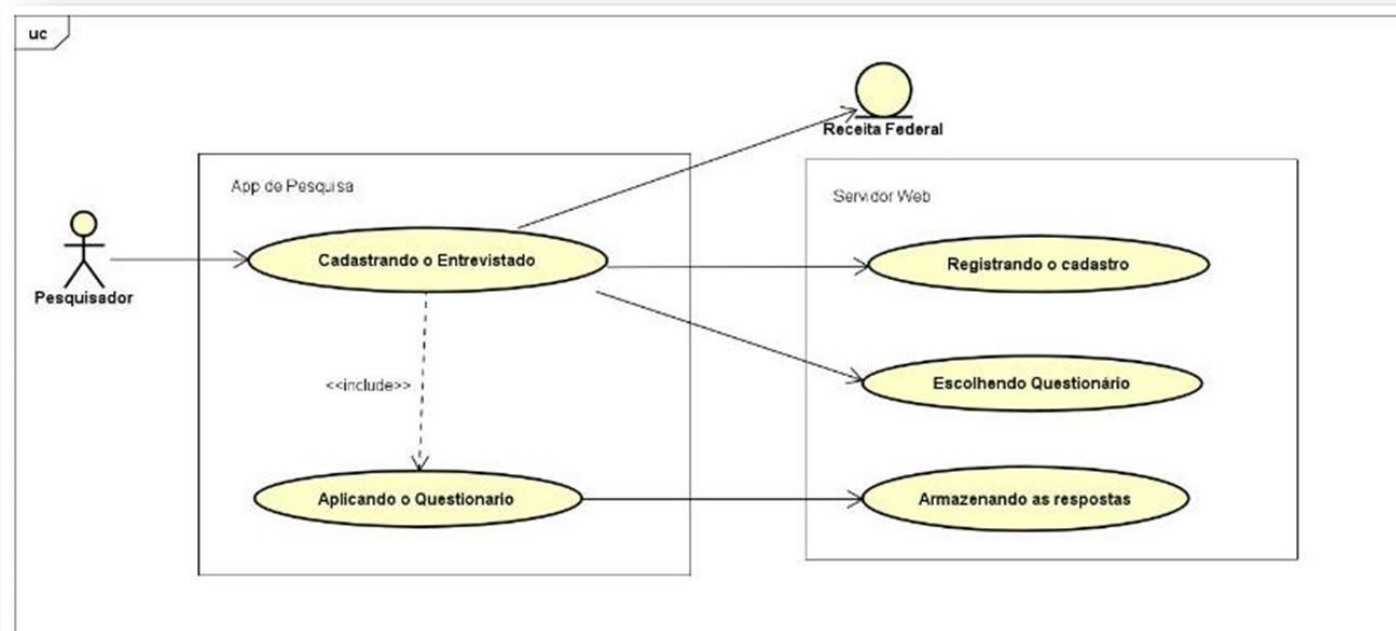 uc
Receita Federal
App de Pesquisa
Servidor Web
Cadastrando o Entrevistado
Registrando o cadastro
Pesquisador
<<include>>
Escolhendo Questionário
Aplicando o Questionario
Armazenando as respostas